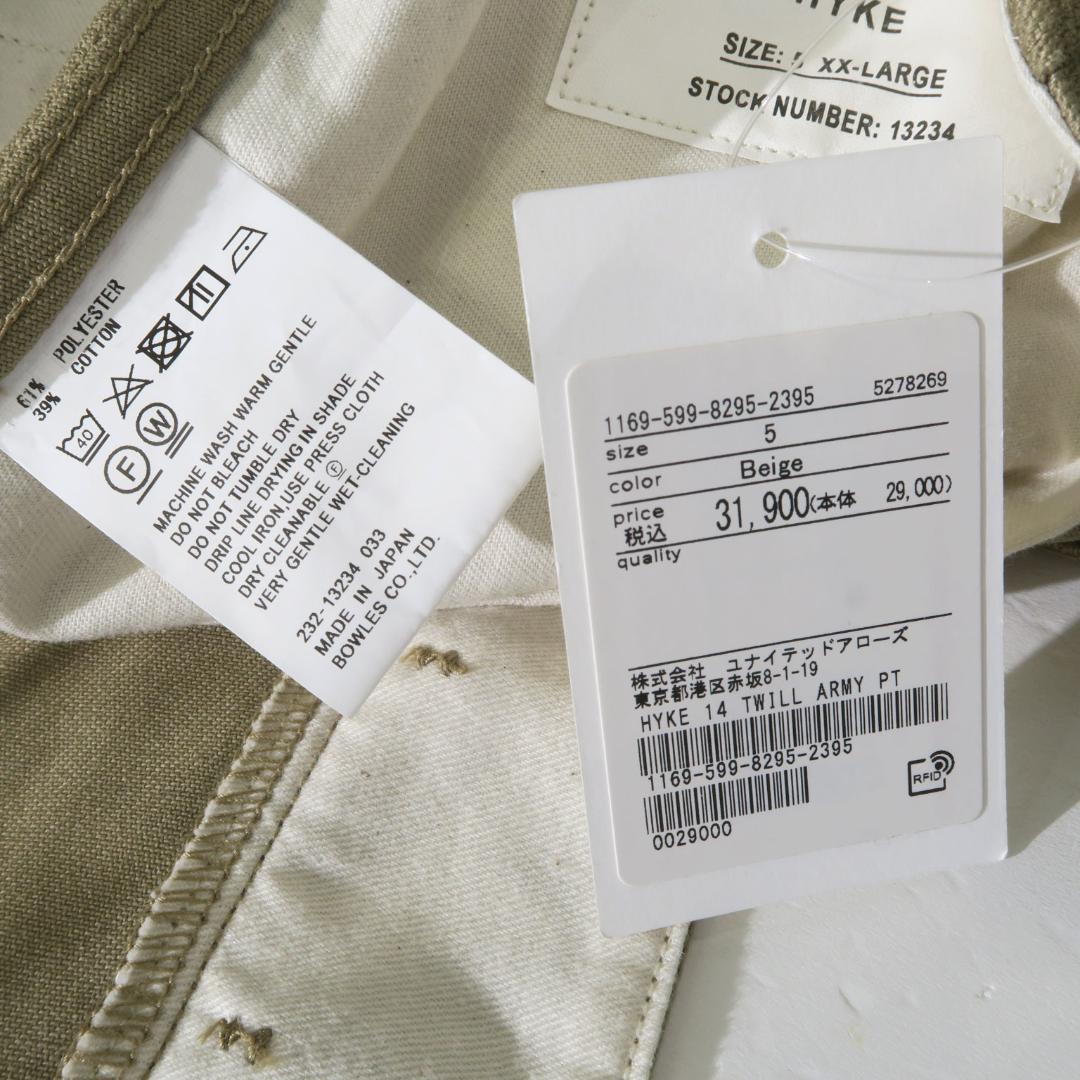 HYKE
SIZE: 5 XX-LARGE
STOCK NUMBER: 13234
61% POLYESTER
39% COTTON
40
F W
MACHINE WASH WARM GENTLE
DO NOT BLEACH
DO NOT TUMBLE DRY
DRIP LINE DRYING IN SHADE
COOL IRON USE PRESS CLOTH
DRY CLEANABLE Ⓕ
VERY GENTLE WET-CLEANING
232-13234 033
MADE IN JAPAN
BOWLES CO.,LTD.
1169-599-8295-2395 5278269
size 5
color Beige
price
税込 31,900(本体 29,000)
quality
株式会社 ユナイテッドアローズ
東京都港区赤坂8-1-19
HYKE 14 TWILL ARMY PT
1169-599-8295-2395
RFID
0029000